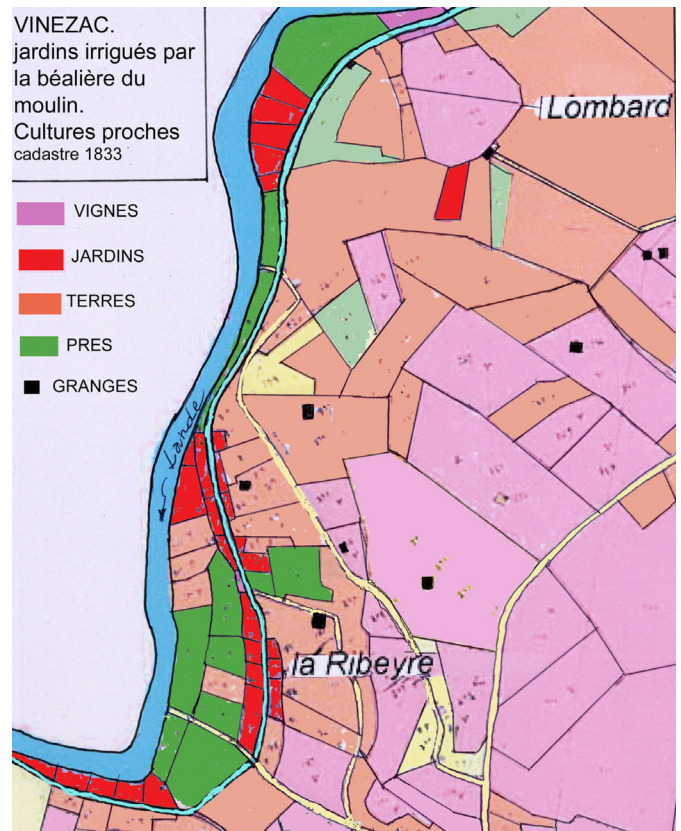 VINEZAC.
jardins irrigués par
la béalière du
moulin.
Cultures proches
cadastre 1833
Lombard
VIGNES
JARDINS
TERRES
PRES
GRANGES
Lande
la Ribeyre